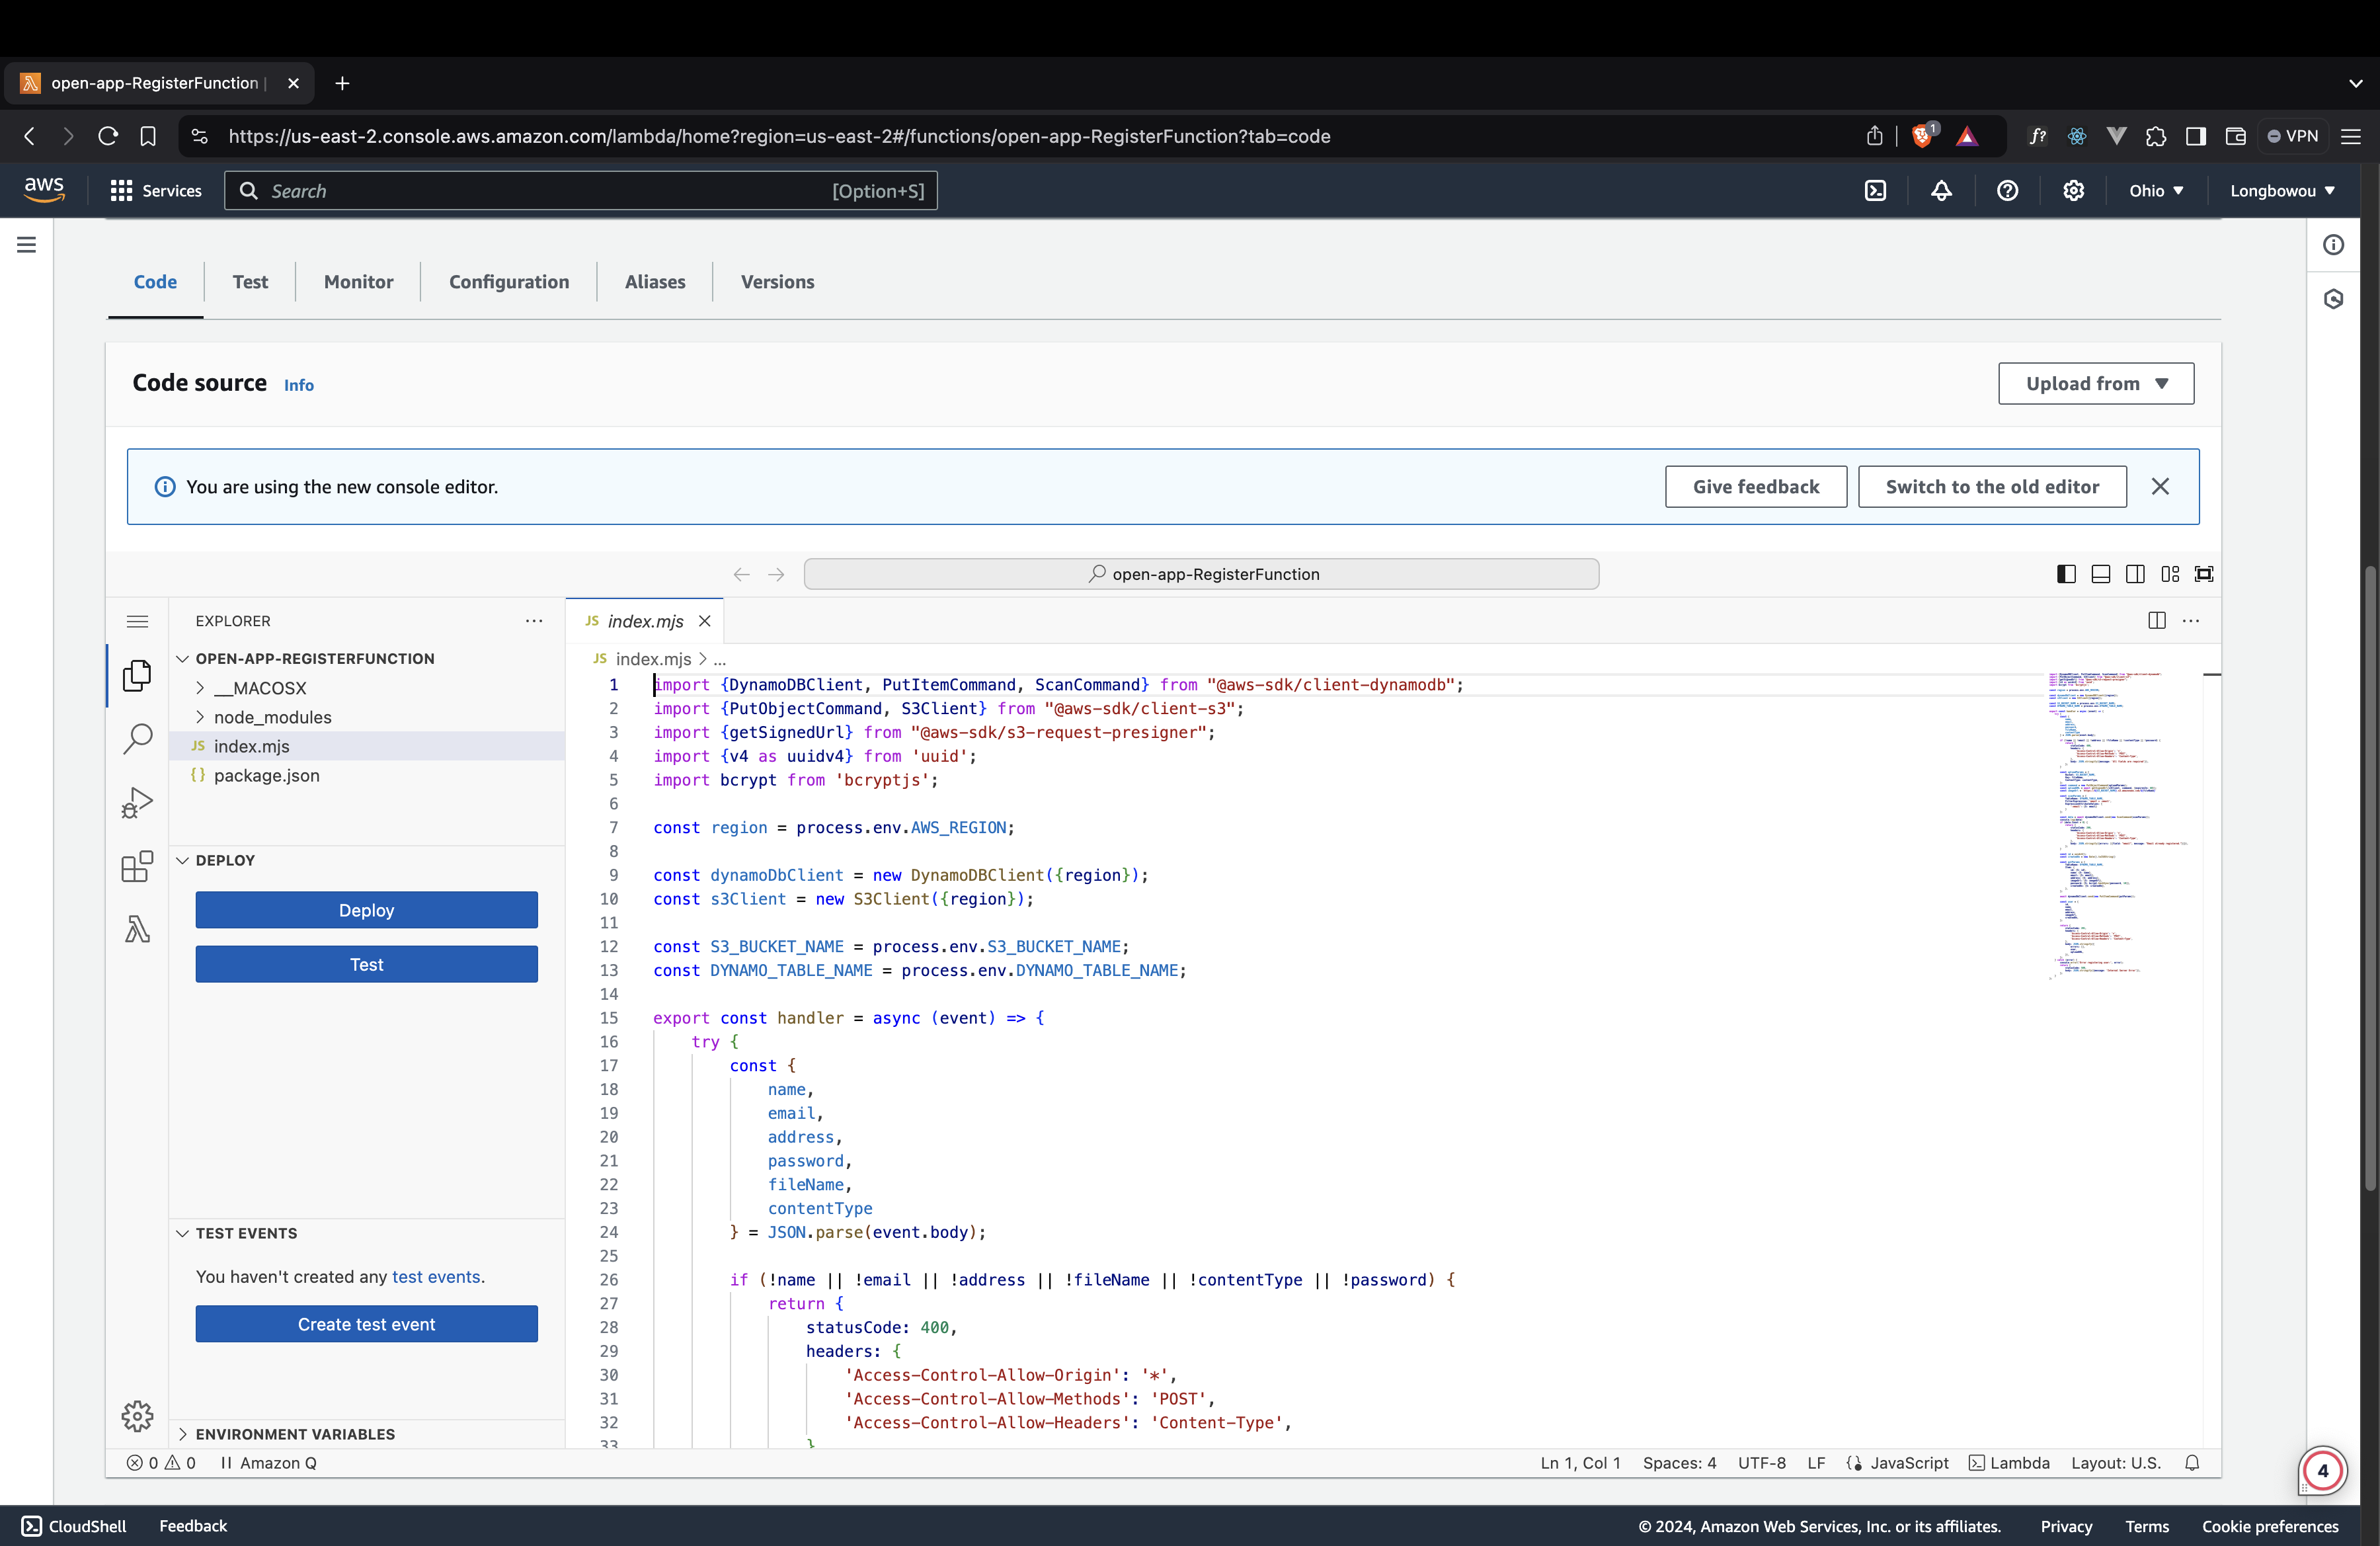 open-app-RegisterFunction |
https://us-east-2.console.aws.amazon.com/lambda/home?region=us-east-2#/functions/open-app-RegisterFunction?tab=code
1
f?
VPN
aws
Services
Search
[Option+S]
Ohio
Longbowou
Code
Test
Monitor
Configuration
Aliases
Versions
Code source
Info
Upload from
You are using the new console editor.
Give feedback
Switch to the old editor
open-app-RegisterFunction
EXPLORER
OPEN-APP-REGISTERFUNCTION
__MACOSX
node_modules
JS index.mjs
{} package.json
DEPLOY
Deploy
Test
TEST EVENTS
You haven't created any test events.
Create test event
ENVIRONMENT VARIABLES
JS index.mjs
JS index.mjs > ...
1 import {DynamoDBClient, PutItemCommand, ScanCommand} from "@aws-sdk/client-dynamodb";
2 import {PutObjectCommand, S3Client} from "@aws-sdk/client-s3";
3 import {getSignedUrl} from "@aws-sdk/s3-request-presigner";
4 import {v4 as uuidv4} from 'uuid';
5 import bcrypt from 'bcryptjs';
6
7 const region = process.env.AWS_REGION;
8
9 const dynamoDbClient = new DynamoDBClient({region});
10 const s3Client = new S3Client({region});
11
12 const S3_BUCKET_NAME = process.env.S3_BUCKET_NAME;
13 const DYNAMO_TABLE_NAME = process.env.DYNAMO_TABLE_NAME;
14
15 export const handler = async (event) => {
16 try {
17 const {
18 name,
19 email,
20 address,
21 password,
22 fileName,
23 contentType
24 } = JSON.parse(event.body);
25
26 if (!name || !email || !address || !fileName || !contentType || !password) {
27 return {
28 statusCode: 400,
29 headers: {
30 'Access-Control-Allow-Origin': '*',
31 'Access-Control-Allow-Methods': 'POST',
32 'Access-Control-Allow-Headers': 'Content-Type',
33 }
0 0
Amazon Q
Ln 1, Col 1
Spaces: 4
UTF-8
LF
JavaScript
Lambda
Layout: U.S.
4
CloudShell
Feedback
© 2024, Amazon Web Services, Inc. or its affiliates.
Privacy
Terms
Cookie preferences